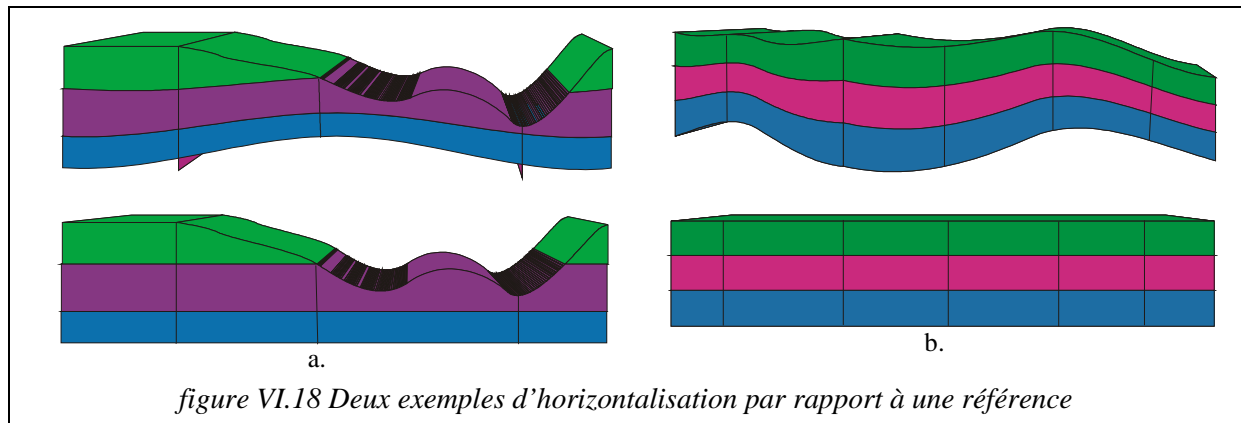 a.
b.
figure VI.18 Deux exemples d'horizontalisation par rapport à une référence